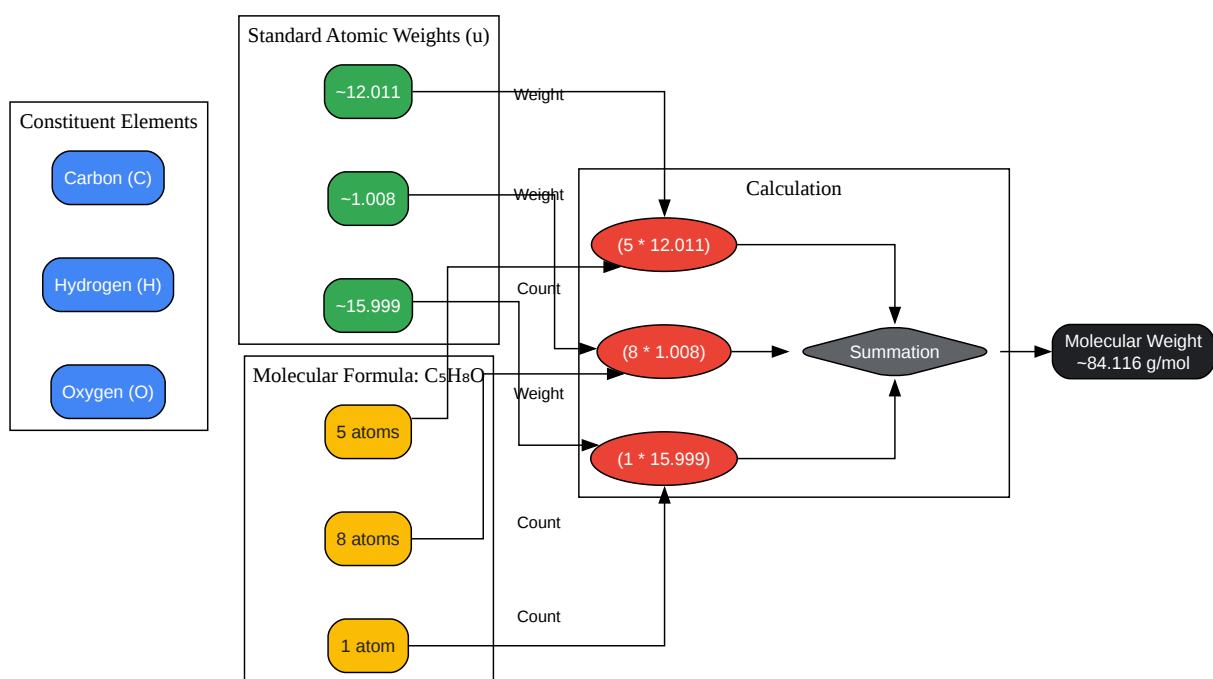 Constituent Elements
Carbon (C)
Hydrogen (H)
Oxygen (O)
Standard Atomic Weights (u)
~12.011
~1.008
~15.999
Molecular Formula: C₅H₈O
5 atoms
8 atoms
1 atom
Weight
Weight
Count
Weight
Count
Count
Calculation
(5 * 12.011)
(8 * 1.008)
(1 * 15.999)
Summation
Molecular Weight
~84.116 g/mol